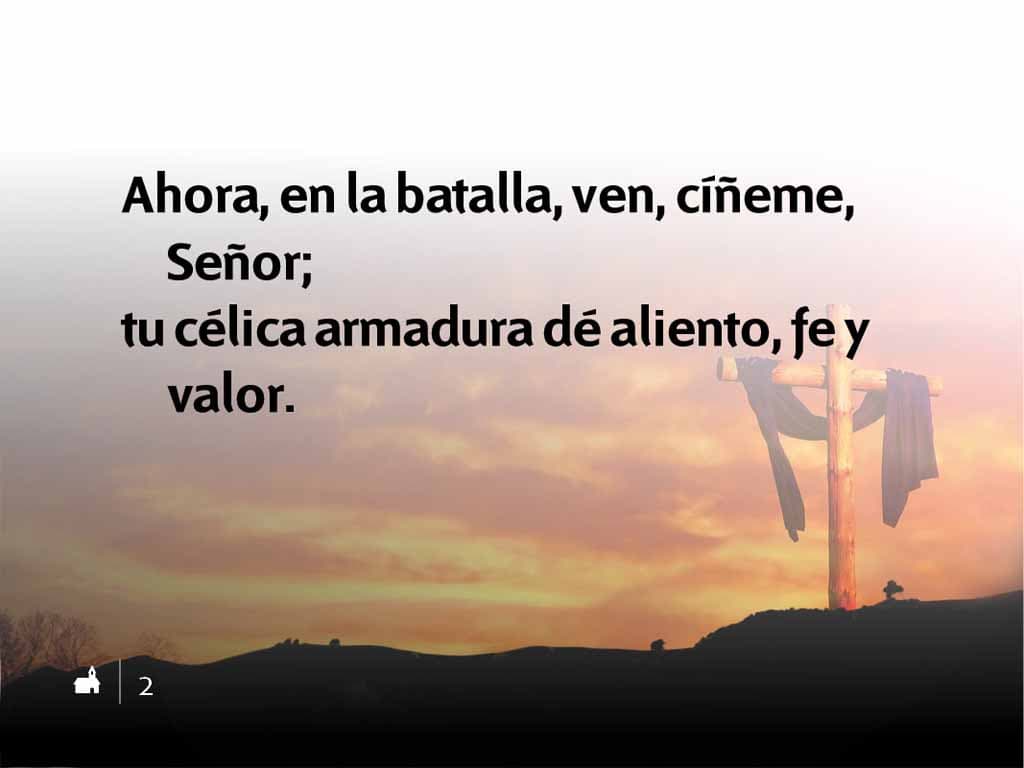 Ahora, en la batalla, ven, cíñeme,
Señor;
tu célica armadura dé aliento, fe y
valor.
2